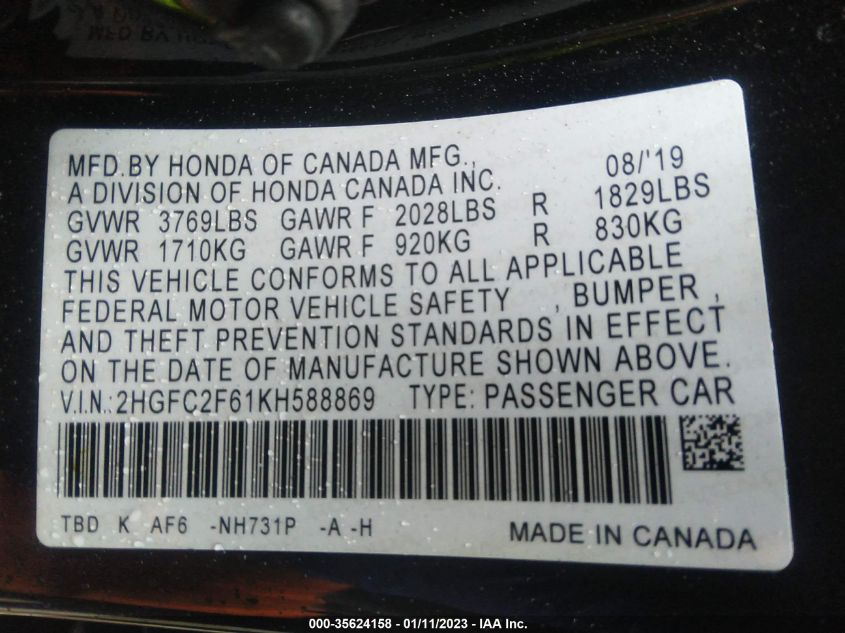 MFD.BY HONDA OF CANADA MFG., 08/'19
A DIVISION OF HONDA CANADA INC.
GVWR 3769LBS GAWR F 2028LBS R 1829LBS
GVWR 1710KG GAWR F 920KG R 830KG
THIS VEHICLE CONFORMS TO ALL APPLICABLE
FEDERAL MOTOR VEHICLE SAFETY , BUMPER ,
AND THEFT PREVENTION STANDARDS IN EFFECT
ON THE DATE OF MANUFACTURE SHOWN ABOVE.
V.I.N.:2HGFC2F61KH588869 TYPE: PASSENGER CAR
TBD K AF6 -NH731P -A -H MADE IN CANADA
000-35624158 - 01/11/2023 - IAA Inc.